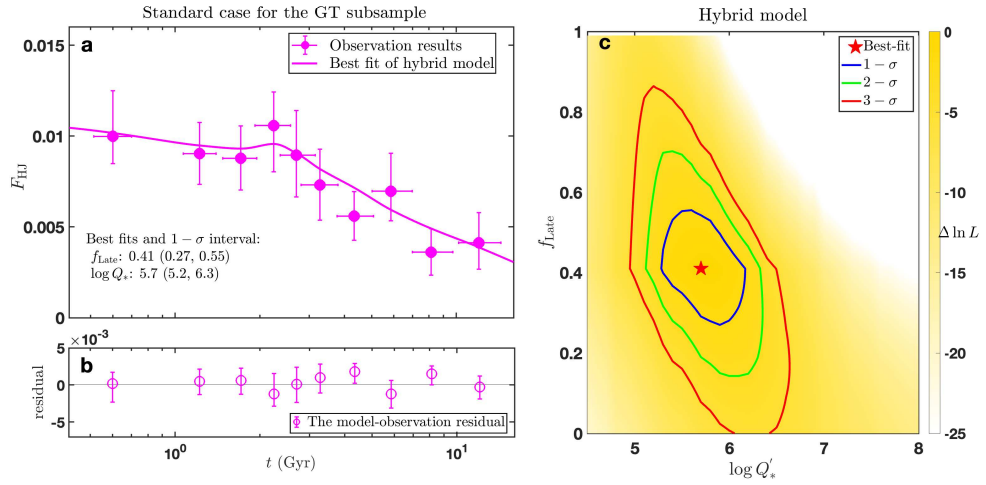 Standard case for the GT subsample
a
Observation results
Best fit of hybrid model
0.015
0.01
0.005
0
F_HJ
Best fits and 1 − σ interval:
f_Late: 0.41 (0.27, 0.55)
log Q_*: 5.7 (5.2, 6.3)
×10^-3
b
5
0
-5
residual
The model-observation residual
10^0
10^1
t (Gyr)
Hybrid model
c
Best-fit
1 − σ
2 − σ
3 − σ
1
0.8
0.6
0.4
0.2
0
f_Late
5
6
7
8
log Q_*^'
0
-5
-10
-15
-20
-25
Δ ln L